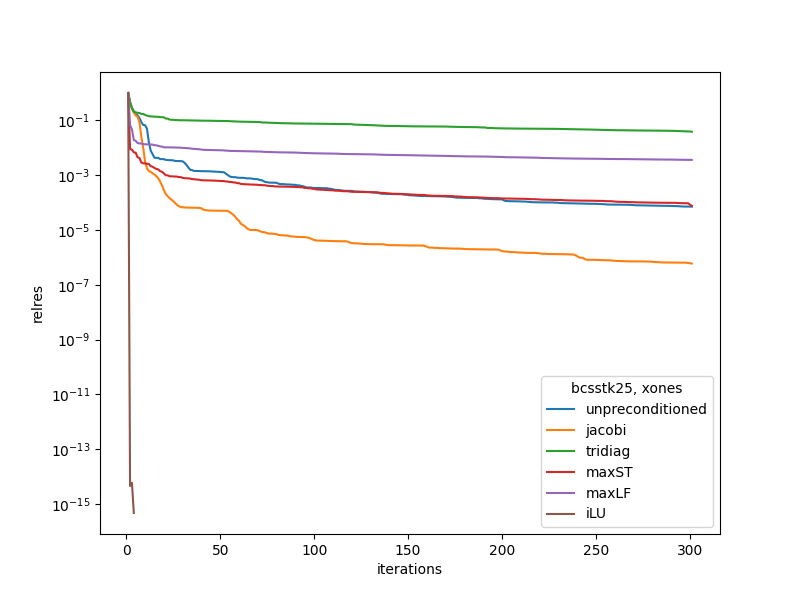 10⁻¹
10⁻³
10⁻⁵
10⁻⁷
10⁻⁹
10⁻¹¹
10⁻¹³
10⁻¹⁵
relres
0 50 100 150 200 250 300
iterations
bcsstk25, xones
unpreconditioned
jacobi
tridiag
maxST
maxLF
iLU